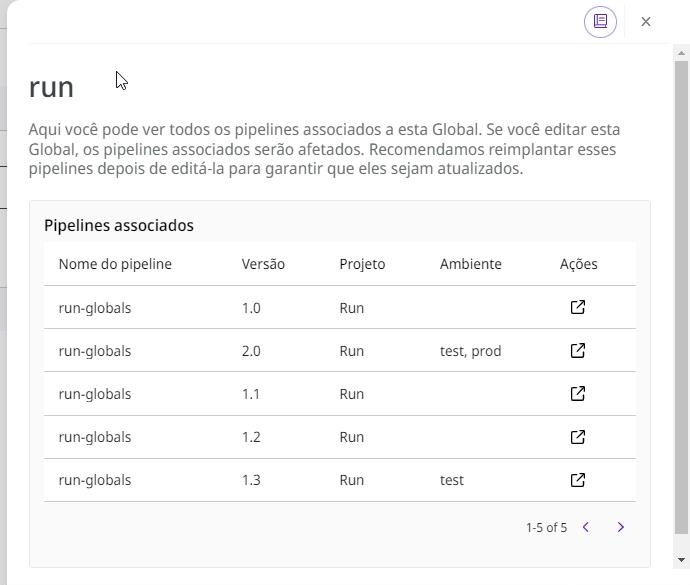 run
Aqui você pode ver todos os pipelines associados a esta Global. Se você editar esta
Global, os pipelines associados serão afetados. Recomendamos reimplantar esses
pipelines depois de editá-la para garantir que eles sejam atualizados.
Pipelines associados
Nome do pipeline Versão Projeto Ambiente Ações
run-globals 1.0 Run
run-globals 2.0 Run test, prod
run-globals 1.1 Run
run-globals 1.2 Run
run-globals 1.3 Run test
1-5 of 5